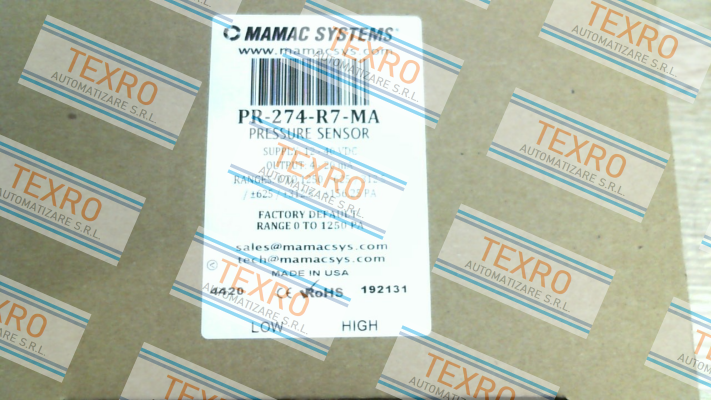 MAMAC SYSTEMS
www.mamacsys.com
PR-274-R7-MA
PRESSURE SENSOR
FACTORY DEFAULT
RANGE 0 TO 1250 PA
sales@mamacsys.com
tech@mamacsys.com
MADE IN USA
4420 CE RoHS 192131
LOW HIGH
TEXRO
AUTOMATIZARE S.R.L.